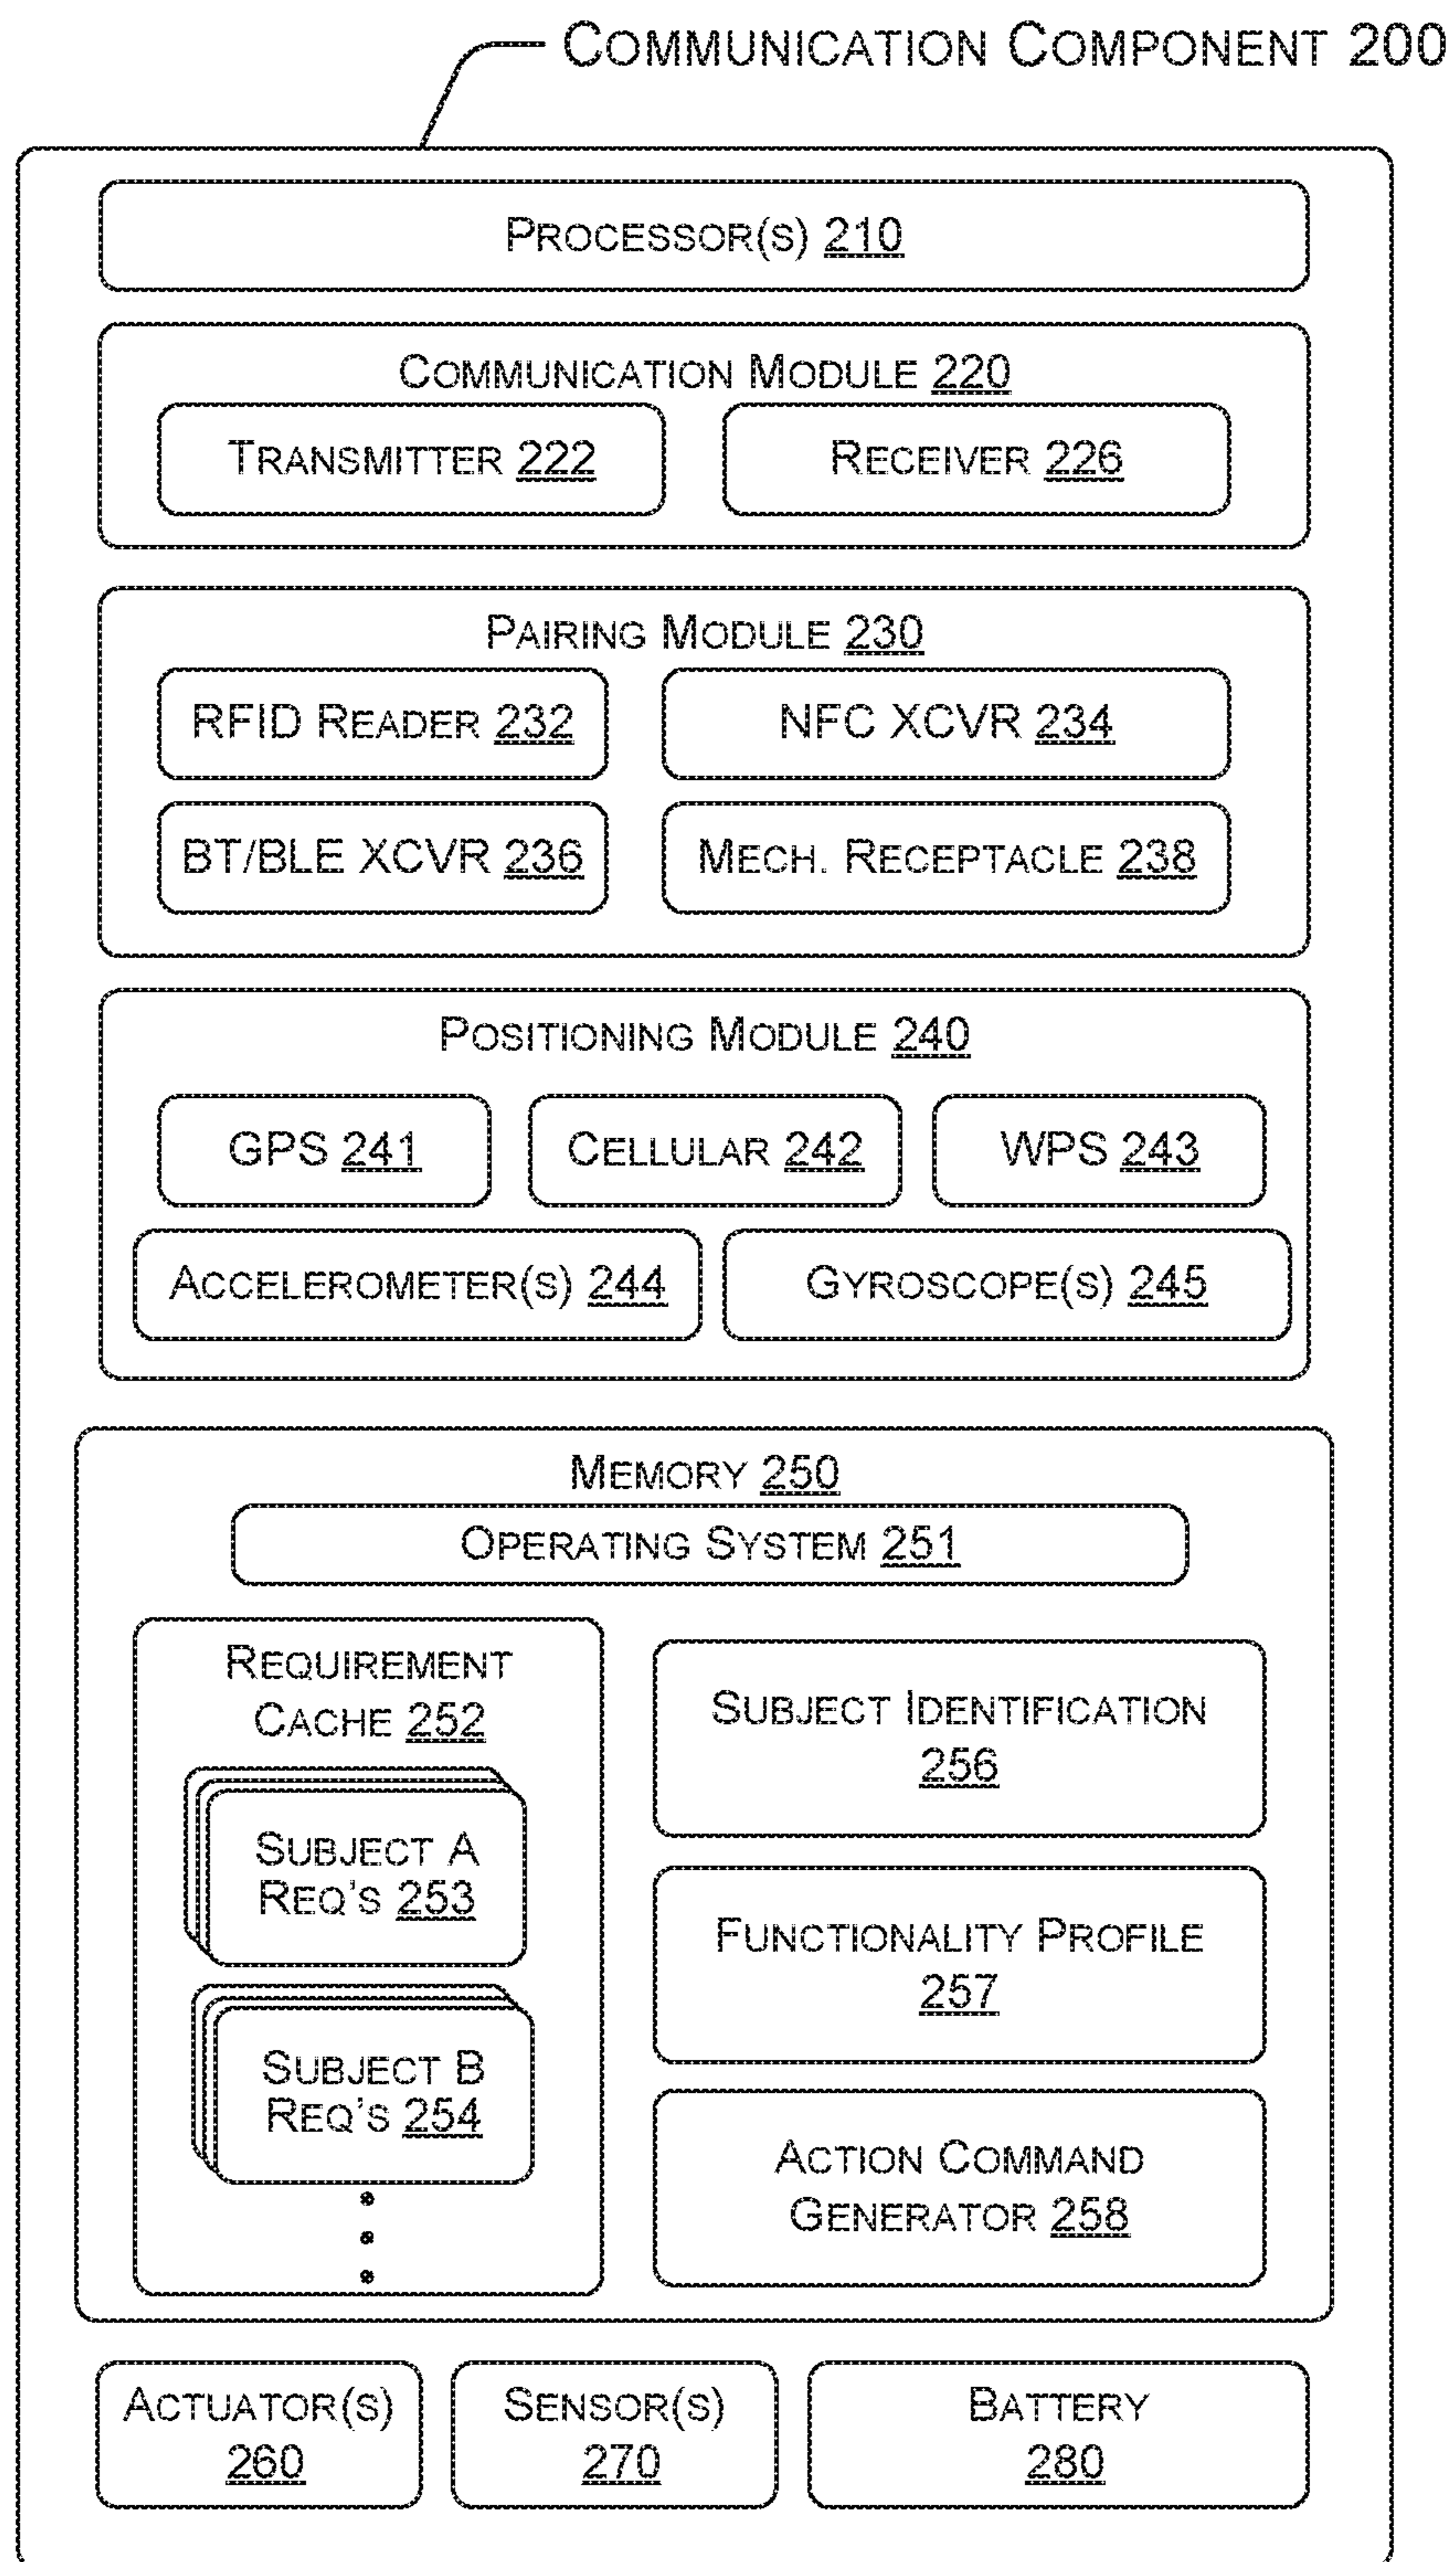 COMMUNICATION COMPONENT 200
PROCESSOR(S) 210
COMMUNICATION MODULE 220
TRANSMITTER 222
RECEIVER 226
PAIRING MODULE 230
RFID READER 232
NFC XCVR 234
BT/BLE XCVR 236
MECH. RECEPTACLE 238
POSITIONING MODULE 240
GPS 241
CELLULAR 242
WPS 243
ACCELEROMETER(S) 244
GYROSCOPE(S) 245
MEMORY 250
OPERATING SYSTEM 251
REQUIREMENT
CACHE 252
SUBJECT A
REQ'S 253
SUBJECT B
REQ'S 254
SUBJECT IDENTIFICATION
256
FUNCTIONALITY PROFILE
257
ACTION COMMAND
GENERATOR 258
ACTUATOR(S)
260
SENSOR(S)
270
BATTERY
280